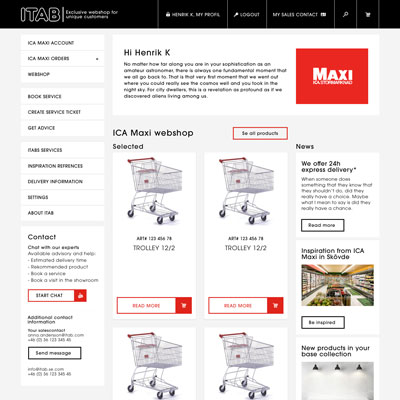 ITAB
Exclusive webshop for
unique customers
HENRIK K, MY PROFIL
LOGOUT
MY SALES CONTACT
ICA MAXI ACCOUNT
ICA MAXI ORDERS
WEBSHOP
BOOK SERVICE
CREATE SERVICE TICKET
GET ADVICE
ITABS SERVICES
INSPIRATION REFRENCES
DELIVERY INFORMATION
SETTINGS
ABOUT ITAB
Contact
Chat with our experts
Available advisory and help:
- Estimated delivery time
- Rekommended product
- Book a service
- Book a visit in the showroom
START CHAT
Additional contact
information
Your salescontact
anna.anderson@itab.com
+46 (0) 36 123 345 45
Send message
info@itab.se.com
+46 (0) 36 123 345 45
Hi Henrik K
No matter how far along you are in your sophistication as an
amateur astronomer, there is always one fundamental moment that
we all go back to. That is that very first moment that we went out
where you could really see the cosmos well and you took in the
night sky. For city dwellers, this is a revelation as profound as if we
discovered aliens living among us.
MAXI
ICA STORMARKNAD
ICA Maxi webshop
See all products
Selected
ART# 123 456 78
TROLLEY 12/2
READ MORE
ART# 123 456 78
TROLLEY 12/2
READ MORE
News
We offer 24h
express delivery*
When someone does
something that they know that
they shouldn't do, did they
really have a choice. Maybe
what I mean to say is did they
really have a chance.
Read more
Inspiration from ICA
Maxi in Skövde
Be inspired
New products in your
base collection